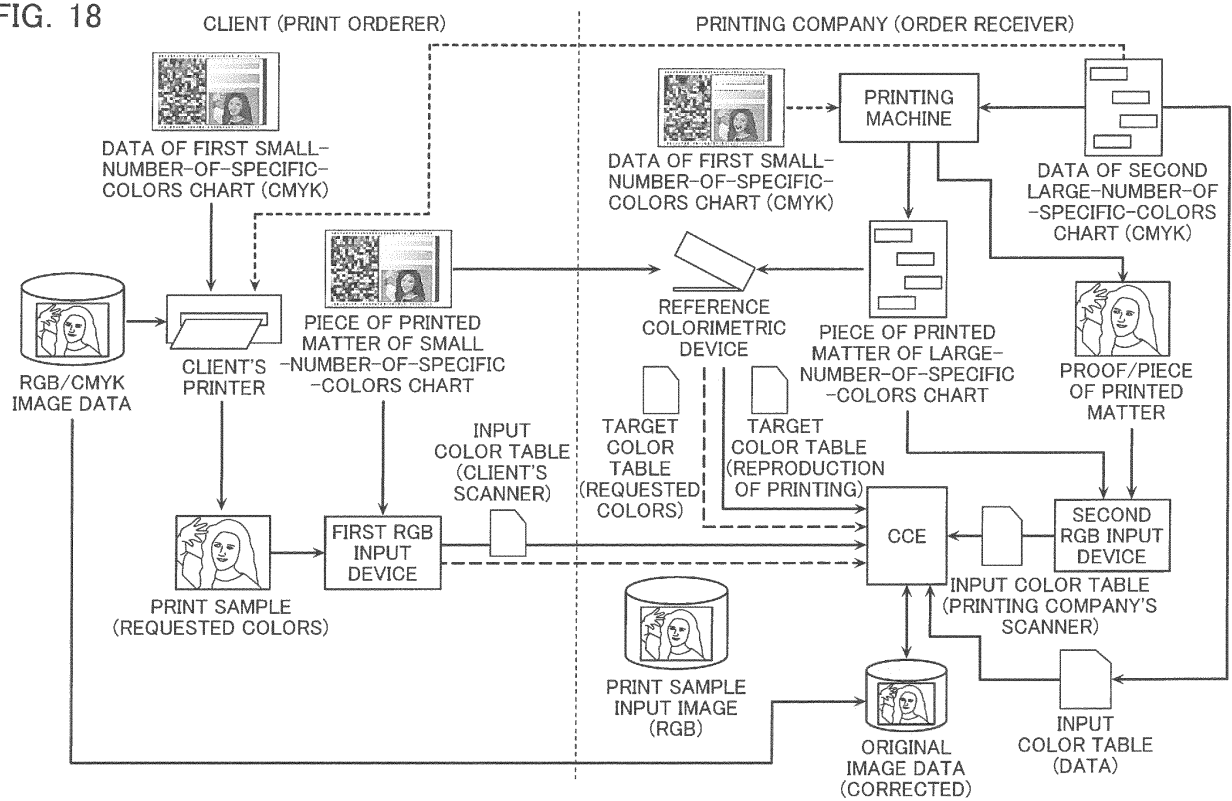 FIG. 18
CLIENT (PRINT ORDERER)
PRINTING COMPANY (ORDER RECEIVER)
DATA OF FIRST SMALL-
NUMBER-OF-SPECIFIC-
COLORS CHART (CMYK)
DATA OF FIRST SMALL-
NUMBER-OF-SPECIFIC-
COLORS CHART (CMYK)
PRINTING
MACHINE
DATA OF SECOND
LARGE-NUMBER-OF
-SPECIFIC-COLORS
CHART (CMYK)
RGB/CMYK
IMAGE DATA
CLIENT'S
PRINTER
PIECE OF PRINTED
MATTER OF SMALL
-NUMBER-OF-SPECIFIC
-COLORS CHART
REFERENCE
COLORIMETRIC
DEVICE
PIECE OF PRINTED
MATTER OF LARGE-
NUMBER-OF-SPECIFIC
-COLORS CHART
PROOF/PIECE
OF PRINTED
MATTER
INPUT
COLOR TABLE
(CLIENT'S
SCANNER)
TARGET
COLOR
TABLE
(REQUESTED
COLORS)
TARGET
COLOR TABLE
(REPRODUCTION
OF PRINTING)
PRINT SAMPLE
(REQUESTED COLORS)
FIRST RGB
INPUT
DEVICE
CCE
SECOND
RGB INPUT
DEVICE
INPUT COLOR TABLE
(PRINTING COMPANY'S
SCANNER)
PRINT SAMPLE
INPUT IMAGE
(RGB)
ORIGINAL
IMAGE DATA
(CORRECTED)
INPUT
COLOR TABLE
(DATA)